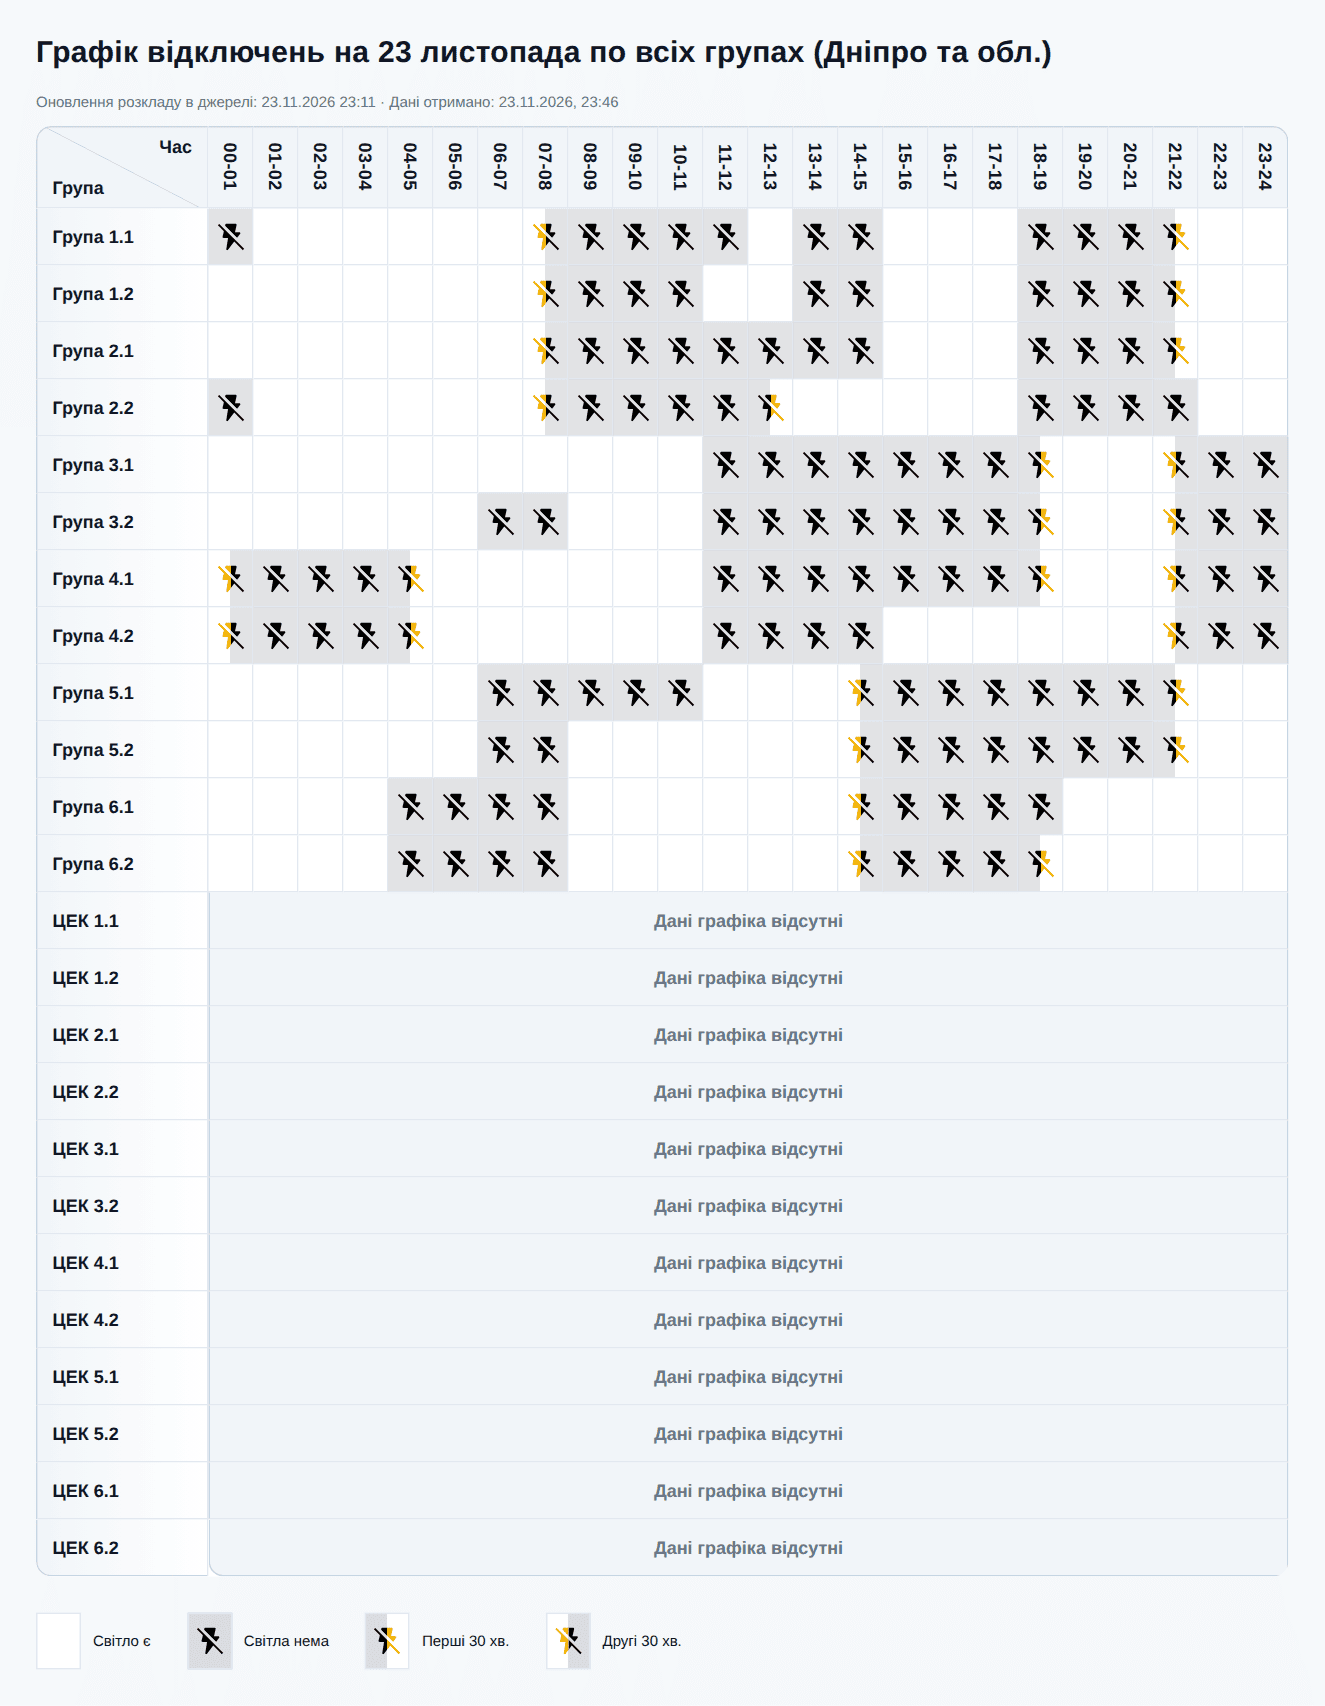 Графік відключень на 23 листопада по всіх групах (Дніпро та обл.)
Оновлення розкладу в джерелі: 23.11.2026 23:11 · Дані отримано: 23.11.2026, 23:46
Час
Група
00-01 01-02 02-03 03-04 04-05 05-06 06-07 07-08 08-09 09-10 10-11 11-12 12-13 13-14 14-15 15-16 16-17 17-18 18-19 19-20 20-21 21-22 22-23 23-24
Група 1.1
Група 1.2
Група 2.1
Група 2.2
Група 3.1
Група 3.2
Група 4.1
Група 4.2
Група 5.1
Група 5.2
Група 6.1
Група 6.2
ЦЕК 1.1 Дані графіка відсутні
ЦЕК 1.2 Дані графіка відсутні
ЦЕК 2.1 Дані графіка відсутні
ЦЕК 2.2 Дані графіка відсутні
ЦЕК 3.1 Дані графіка відсутні
ЦЕК 3.2 Дані графіка відсутні
ЦЕК 4.1 Дані графіка відсутні
ЦЕК 4.2 Дані графіка відсутні
ЦЕК 5.1 Дані графіка відсутні
ЦЕК 5.2 Дані графіка відсутні
ЦЕК 6.1 Дані графіка відсутні
ЦЕК 6.2 Дані графіка відсутні
Світло є Світла нема Перші 30 хв. Другі 30 хв.